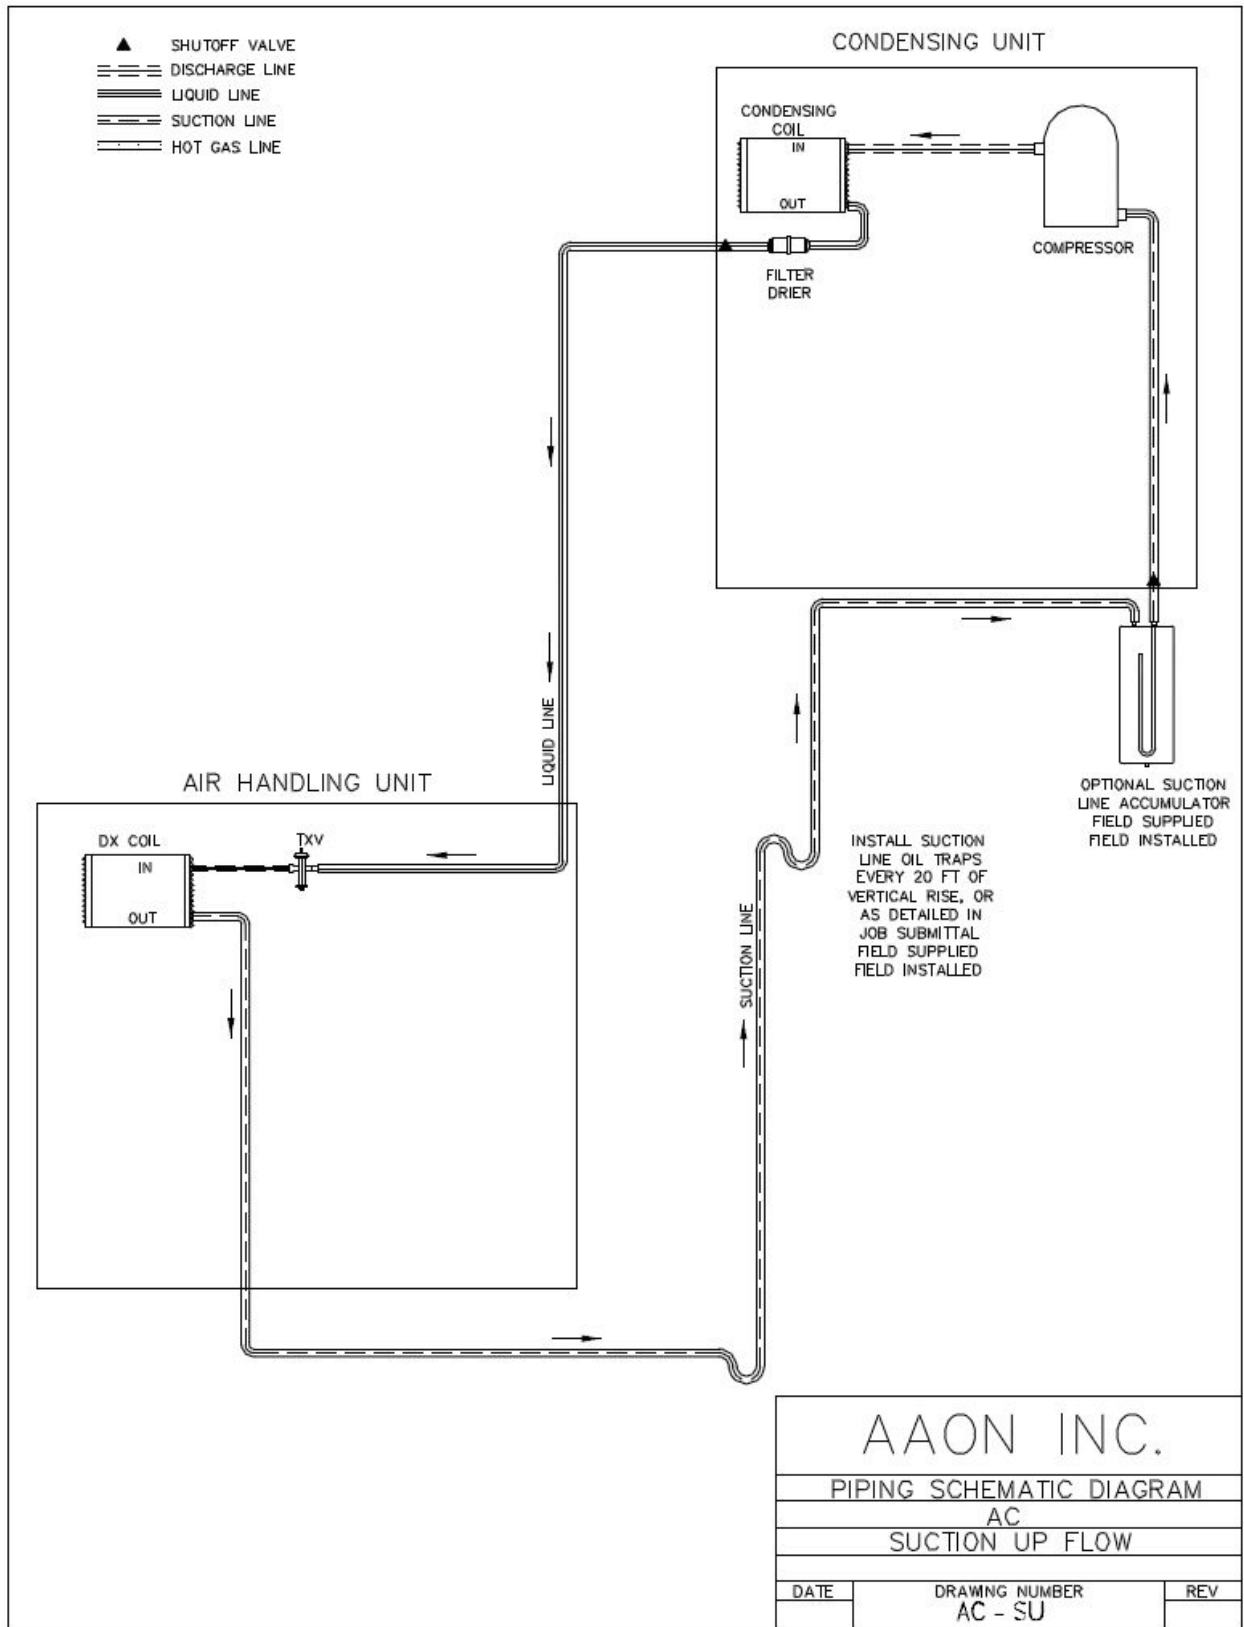 SHUTOFF VALVE
DISCHARGE LINE
LIQUID LINE
SUCTION LINE
HOT GAS LINE
CONDENSING UNIT
CONDENSING
COIL
IN
OUT
COMPRESSOR
FILTER
DRIER
LIQUID LINE
AIR HANDLING UNIT
DX COIL
IN
OUT
TXV
OPTIONAL SUCTION
LINE ACCUMULATOR
FIELD SUPPLIED
FIELD INSTALLED
SUCTION LINE
INSTALL SUCTION
LINE OIL TRAPS
EVERY 20 FT OF
VERTICAL RISE, OR
AS DETAILED IN
JOB SUBMITTAL
FIELD SUPPLIED
FIELD INSTALLED
AAON INC.
PIPING SCHEMATIC DIAGRAM
AC
SUCTION UP FLOW
DATE
DRAWING NUMBER
REV
AC - SU